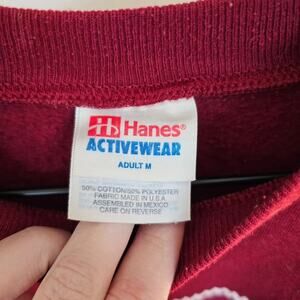 Hanes®
ACTIVEWEAR
ADULT M
50% COTTON/50% POLYESTER
FABRIC MADE IN U.S.A.
ASSEMBLED IN MEXICO
CARE ON REVERSE